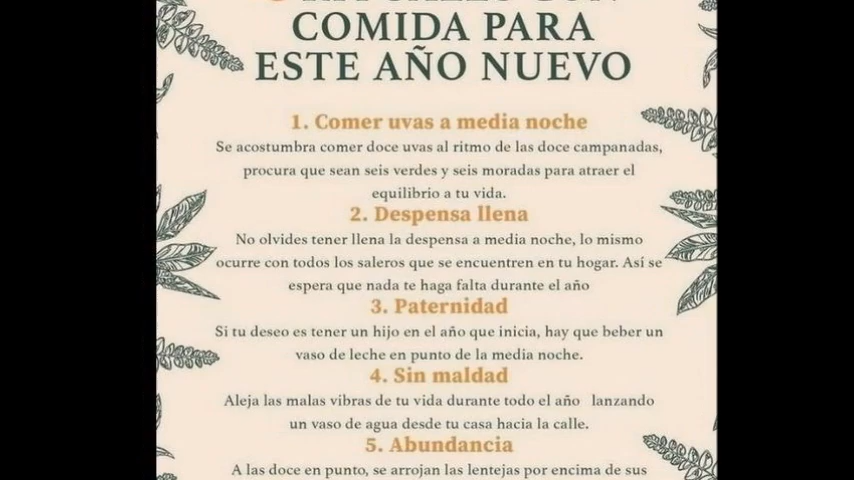 COMIDA PARA
ESTE AÑO NUEVO
1. Comer uvas a media noche
Se acostumbra comer doce uvas al ritmo de las doce campanadas,
procura que sean seis verdes y seis moradas para atraer el
equilibrio a tu vida.
2. Despensa llena
No olvides tener llena la despensa a media noche, lo mismo
ocurre con todos los saleros que se encuentren en tu hogar. Así se
espera que nada te haga falta durante el año
3. Paternidad
Si tu deseo es tener un hijo en el año que inicia, hay que beber un
vaso de leche en punto de la media noche.
4. Sin maldad
Aleja las malas vibras de tu vida durante todo el año lanzando
un vaso de agua desde tu casa hacia la calle.
5. Abundancia
A las doce en punto, se arrojan las lentejas por encima de sus